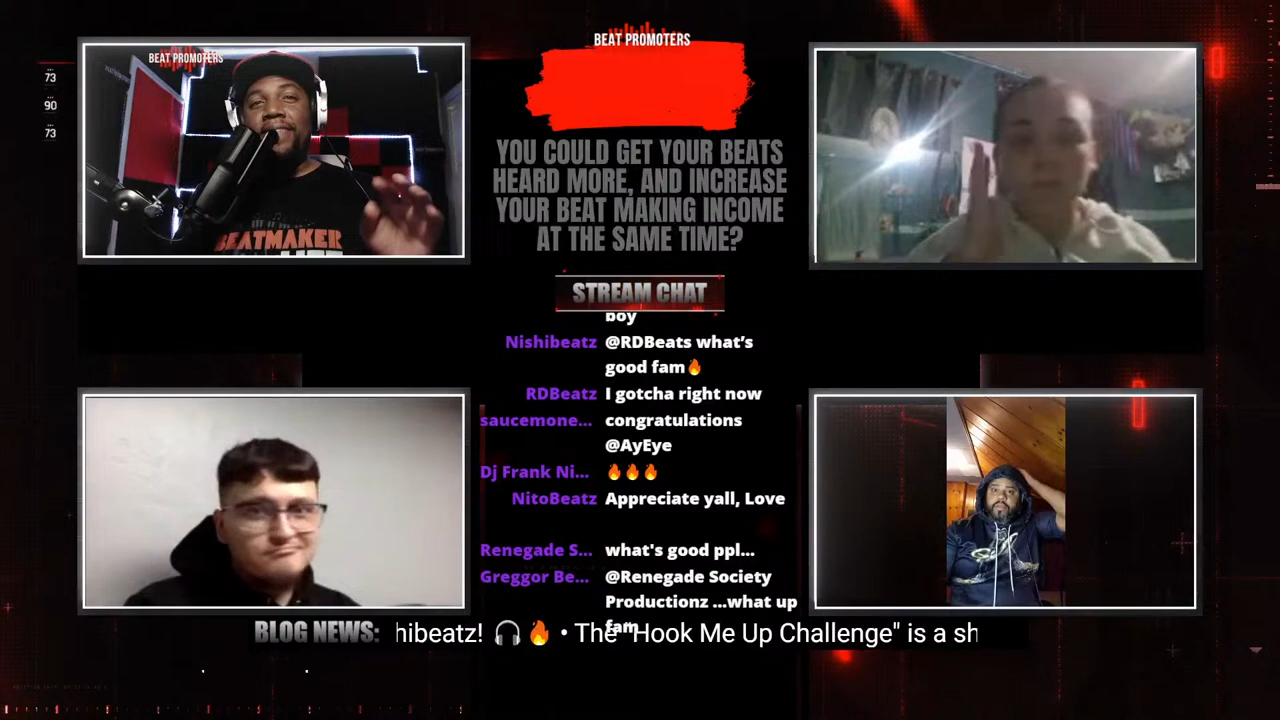 BEAT PROMOTERS
BEAT PROMOTERS
73
90
73
YOU COULD GET YOUR BEATS
HEARD MORE, AND INCREASE
YOUR BEAT MAKING INCOME
AT THE SAME TIME?
BEATMAKER
STREAM CHAT
boy
Nishibeatz @RDBeats what's
good fam🔥
RDBeatz I gotcha right now
saucemone... congratulations
@AyEye
Dj Frank Ni... 🔥🔥🔥
NitoBeatz Appreciate yall, Love
Renegade S... what's good ppl...
Greggor Be... @Renegade Society
Productionz ...what up
fam
BLOG NEWS: hibeatz! 🎧🔥 • The "Hook Me Up Challenge" is a sh